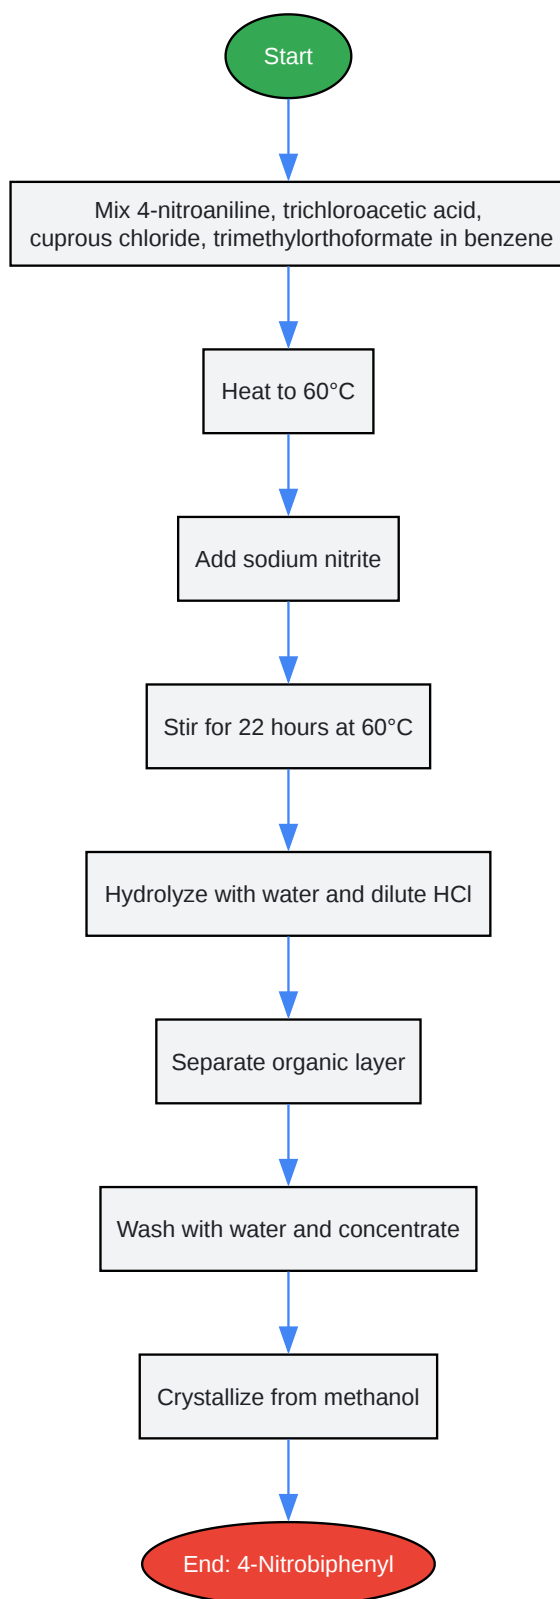 Start
Mix 4-nitroaniline, trichloroacetic acid,
cuprous chloride, trimethylorthoformate in benzene
Heat to 60°C
Add sodium nitrite
Stir for 22 hours at 60°C
Hydrolyze with water and dilute HCl
Separate organic layer
Wash with water and concentrate
Crystallize from methanol
End: 4-Nitrobiphenyl